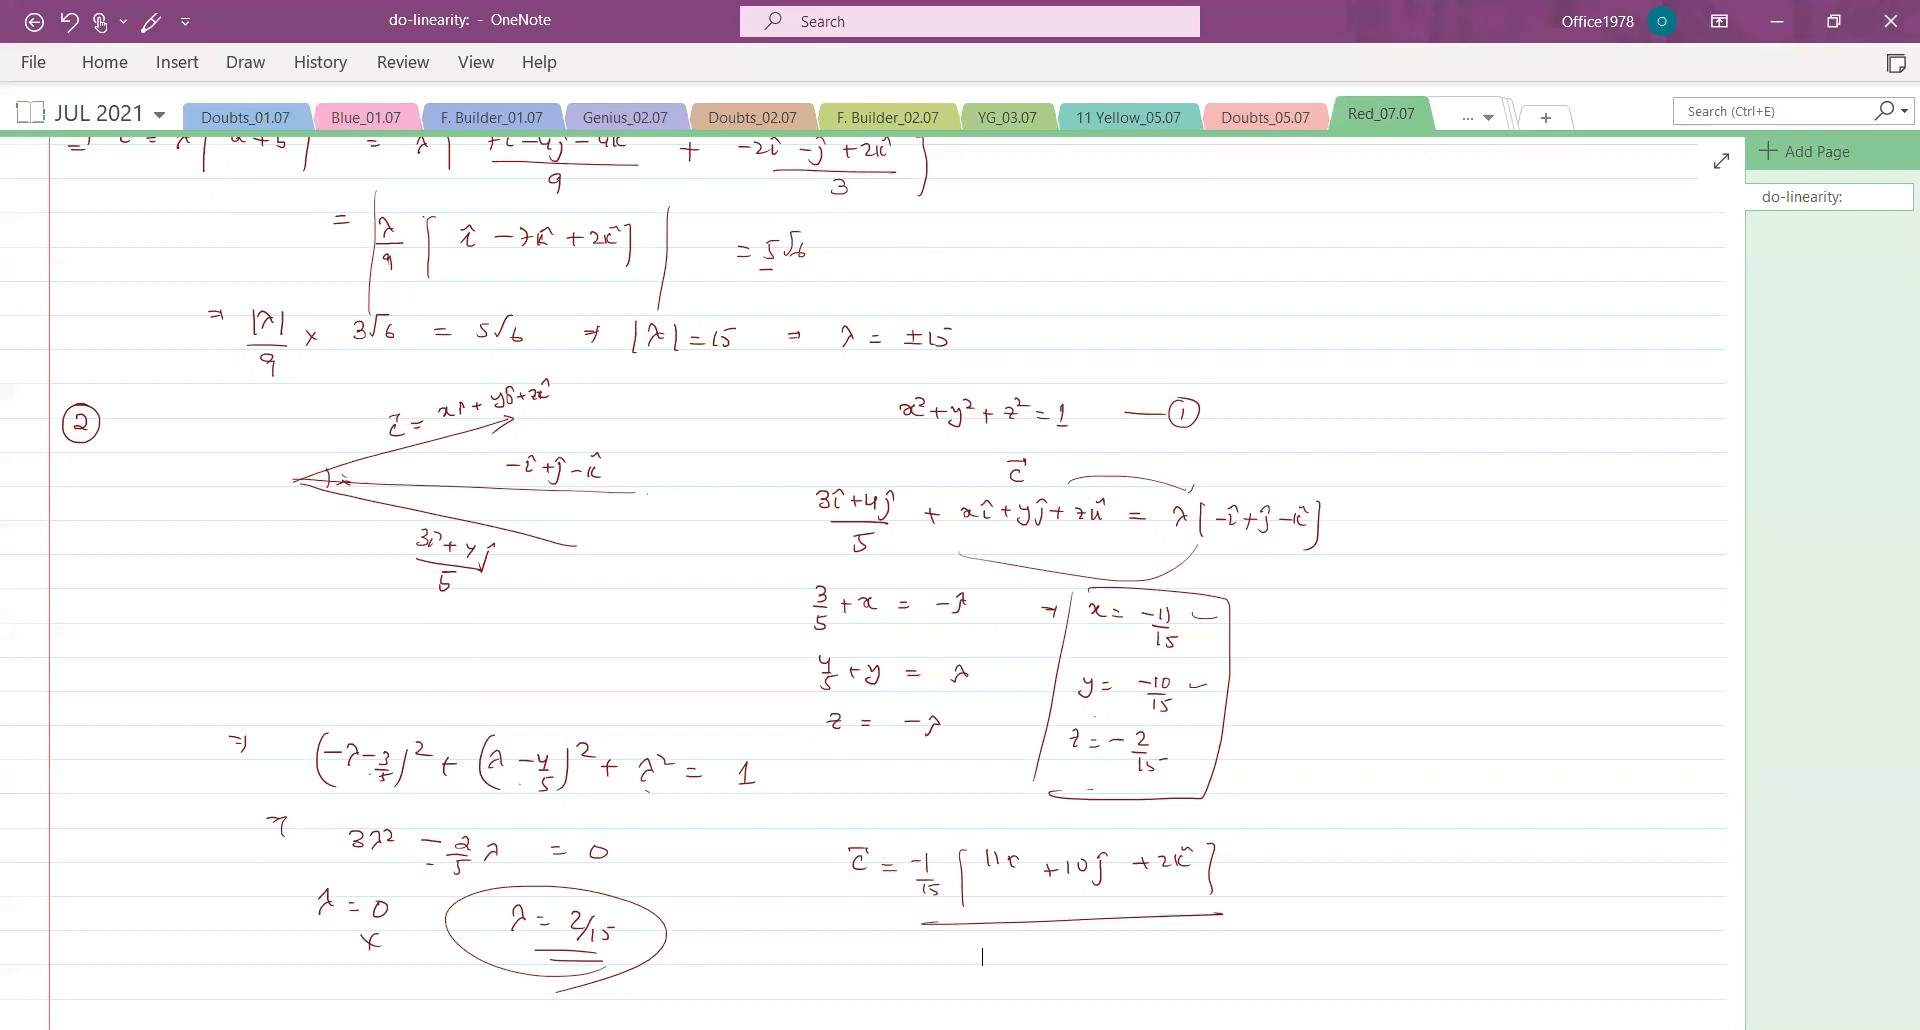 do-linearity: - OneNote
Search
Office1978 O
File Home Insert Draw History Review View Help
JUL 2021 Doubts_01.07 Blue_01.07 F. Builder_01.07 Genius_02.07 Doubts_02.07 F. Builder_02.07 YG_03.07 11 Yellow_05.07 Doubts_05.07 Red_07.07 ... +
Search (Ctrl+E)
+ Add Page
do-linearity:
= λ/9 [ î - 7k̂ + 2k̂ ] = 5√6
⇒ |λ|/9 × 3√6 = 5√6 ⇒ |λ| = 15 ⇒ λ = ±15
② c⃗ = xî + yĵ + zk̂
-î + ĵ - k̂
(3î + 4ĵ)/5
x² + y² + z² = 1 — ①
c⃗
(3î + 4ĵ)/5 + xî + yĵ + zk̂ = λ[-î + ĵ - k̂]
3/5 + x = -λ ⇒ x = -11/15
4/5 + y = λ y = -10/15
z = -λ z = -2/15
⇒ (-λ - 3/5)² + (λ - 4/5)² + λ² = 1
3λ² - 2/5 λ = 0
λ = 0 ×
λ = 2/15
c⃗ = -1/15 [11î + 10ĵ + 2k̂]